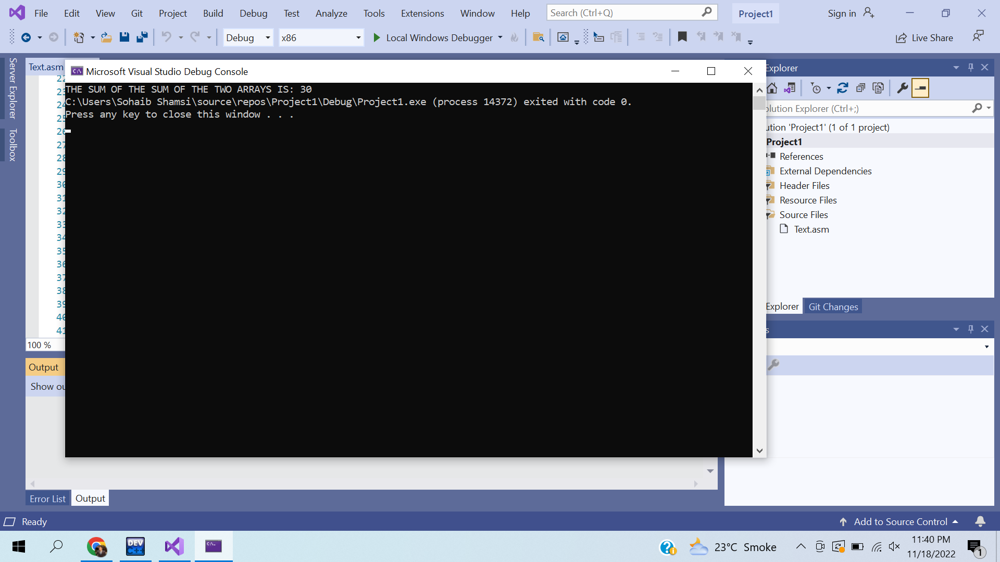 File Edit View Git Project Build Debug Test Analyze Tools Extensions Window Help Search (Ctrl+Q) Project1 Sign in
Debug x86 Local Windows Debugger Live Share
Server Explorer
Toolbox
Text.asm
Microsoft Visual Studio Debug Console
THE SUM OF THE SUM OF THE TWO ARRAYS IS: 30
C:\Users\Sohaib Shamsi\source\repos\Project1\Debug\Project1.exe (process 14372) exited with code 0.
Press any key to close this window . . .
23
24
25
26
27
28
29
30
31
32
33
34
35
36
37
38
39
40
41
100 %
Output
Show
Explorer
Explorer (Ctrl+;)
'Project1' (1 of 1 project)
Project1
References
External Dependencies
Header Files
Resource Files
Source Files
Text.asm
Explorer Git Changes
Error List Output
Ready Add to Source Control
DEV C++
C:\_
23°C Smoke
11:40 PM
11/18/2022
1